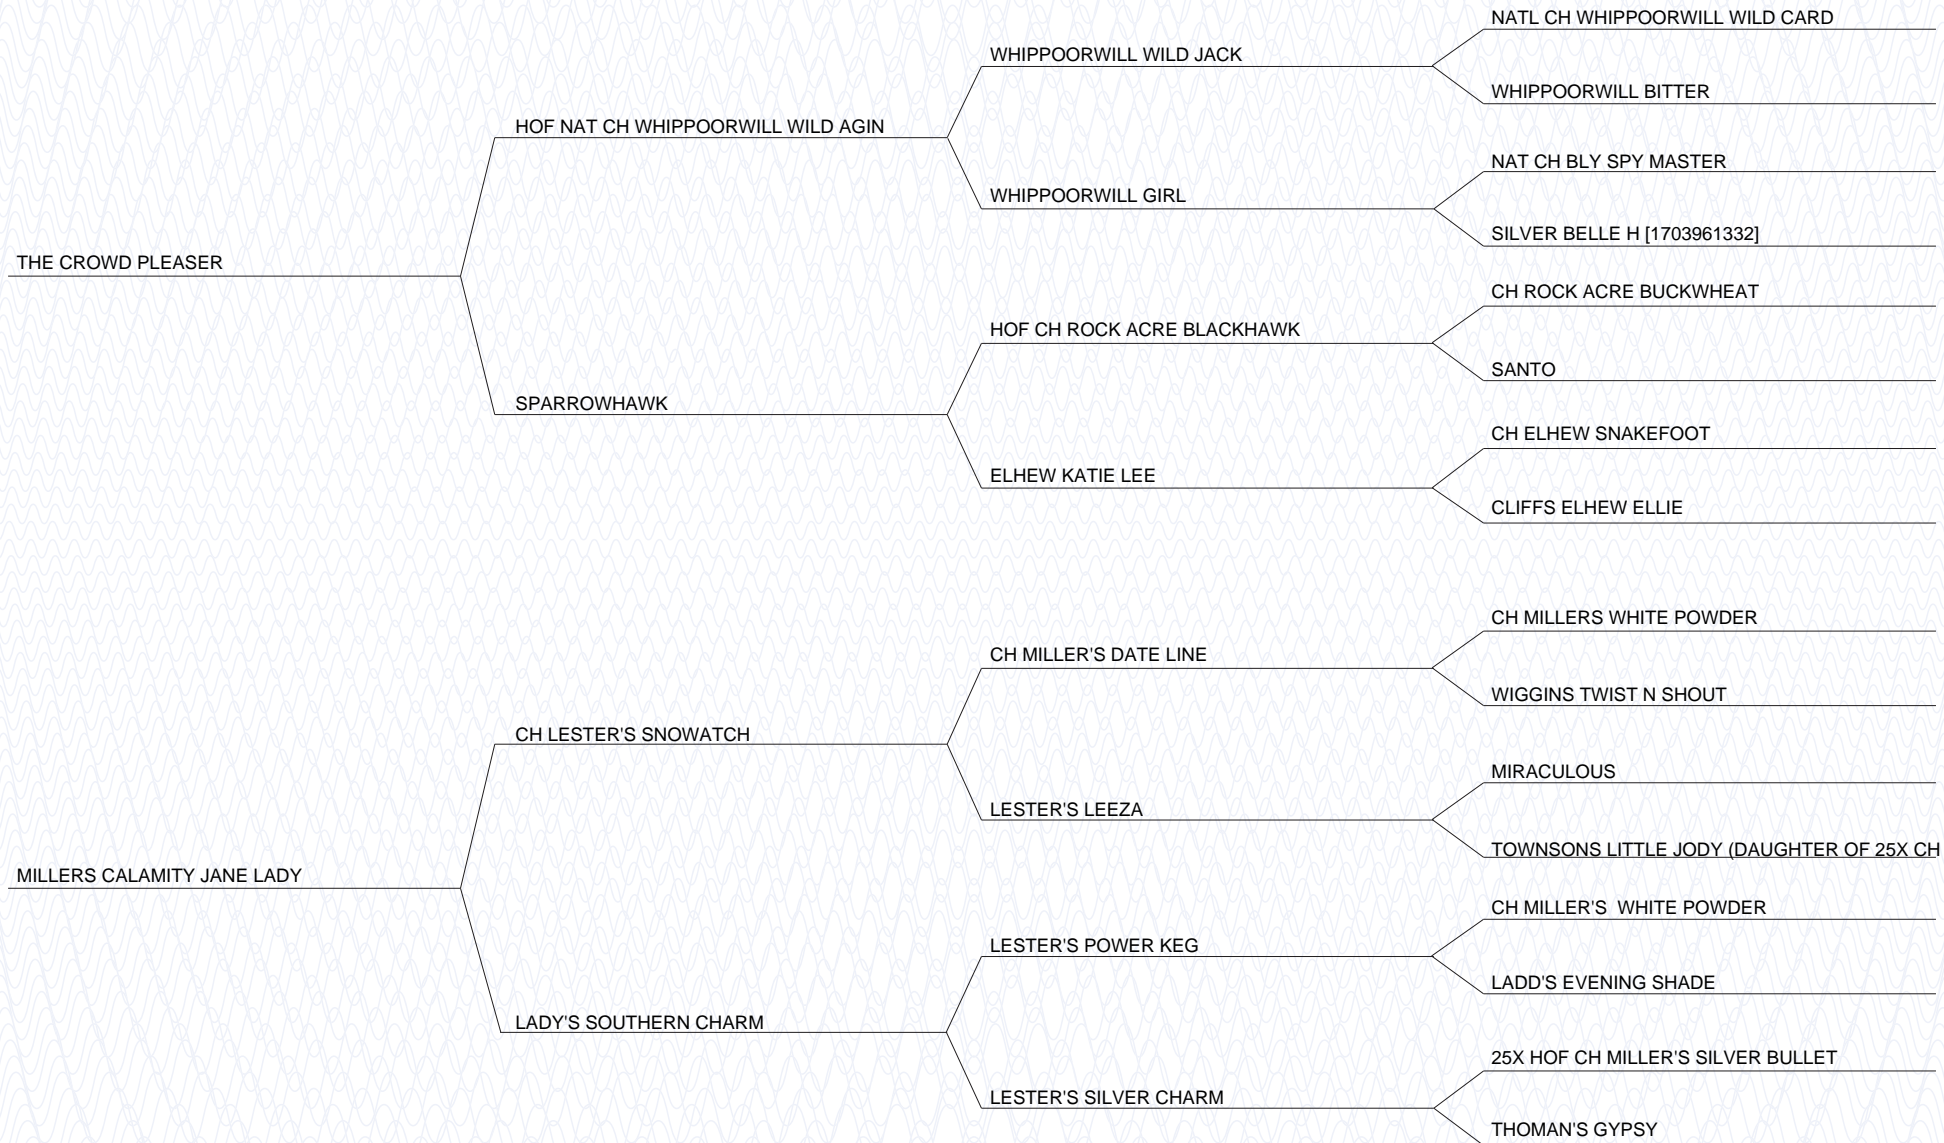 NATL CH WHIPPOORWILL WILD CARD
WHIPPOORWILL WILD JACK
WHIPPOORWILL BITTER
HOF NAT CH WHIPPOORWILL WILD AGIN
NAT CH BLY SPY MASTER
WHIPPOORWILL GIRL
SILVER BELLE H [1703961332]
THE CROWD PLEASER
CH ROCK ACRE BUCKWHEAT
HOF CH ROCK ACRE BLACKHAWK
SANTO
SPARROWHAWK
CH ELHEW SNAKEFOOT
ELHEW KATIE LEE
CLIFFS ELHEW ELLIE
CH MILLERS WHITE POWDER
CH MILLER'S DATE LINE
WIGGINS TWIST N SHOUT
CH LESTER'S SNOWATCH
MIRACULOUS
LESTER'S LEEZA
TOWNSONS LITTLE JODY (DAUGHTER OF 25X CH
MILLERS CALAMITY JANE LADY
CH MILLER'S  WHITE POWDER
LESTER'S POWER KEG
LADD'S EVENING SHADE
LADY'S SOUTHERN CHARM
25X HOF CH MILLER'S SILVER BULLET
LESTER'S SILVER CHARM
THOMAN'S GYPSY